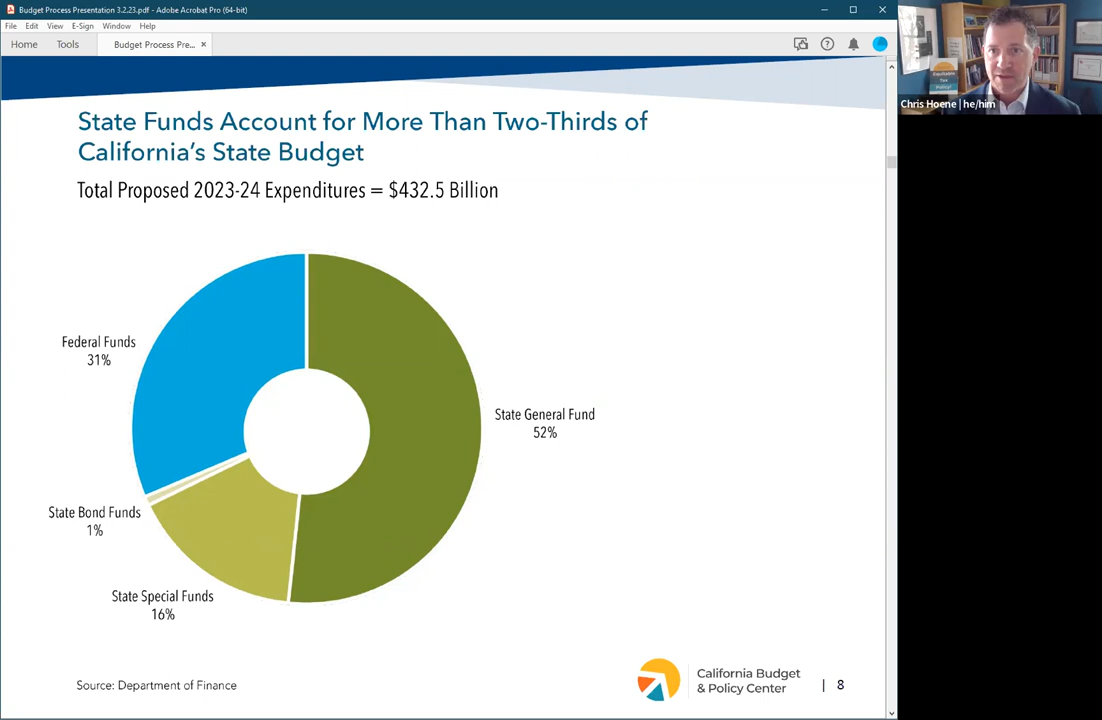 Budget Process Presentation 3.2.23.pdf - Adobe Acrobat Pro (64-bit)
File Edit View E-Sign Window Help
Home Tools Budget Process Pre... ×
Chris Hoene | he/him
Equitable
Tax
Policy!
State Funds Account for More Than Two-Thirds of
California's State Budget
Total Proposed 2023-24 Expenditures = $432.5 Billion
Federal Funds
31%
State General Fund
52%
State Bond Funds
1%
State Special Funds
16%
Source: Department of Finance
California Budget
& Policy Center
| 8